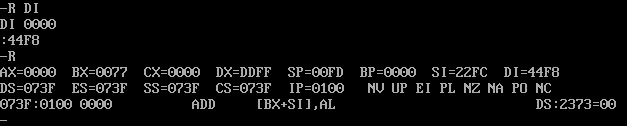 -R DI
DI 0000
:44F8
-R
AX=0000  BX=0077  CX=0000  DX=DDFF  SP=00FD  BP=0000  SI=22FC  DI=44F8
DS=073F  ES=073F  SS=073F  CS=073F  IP=0100   NV UP EI PL NZ NA PO NC
073F:0100 0000          ADD     [BX+SI],AL                         DS:2373=00
-